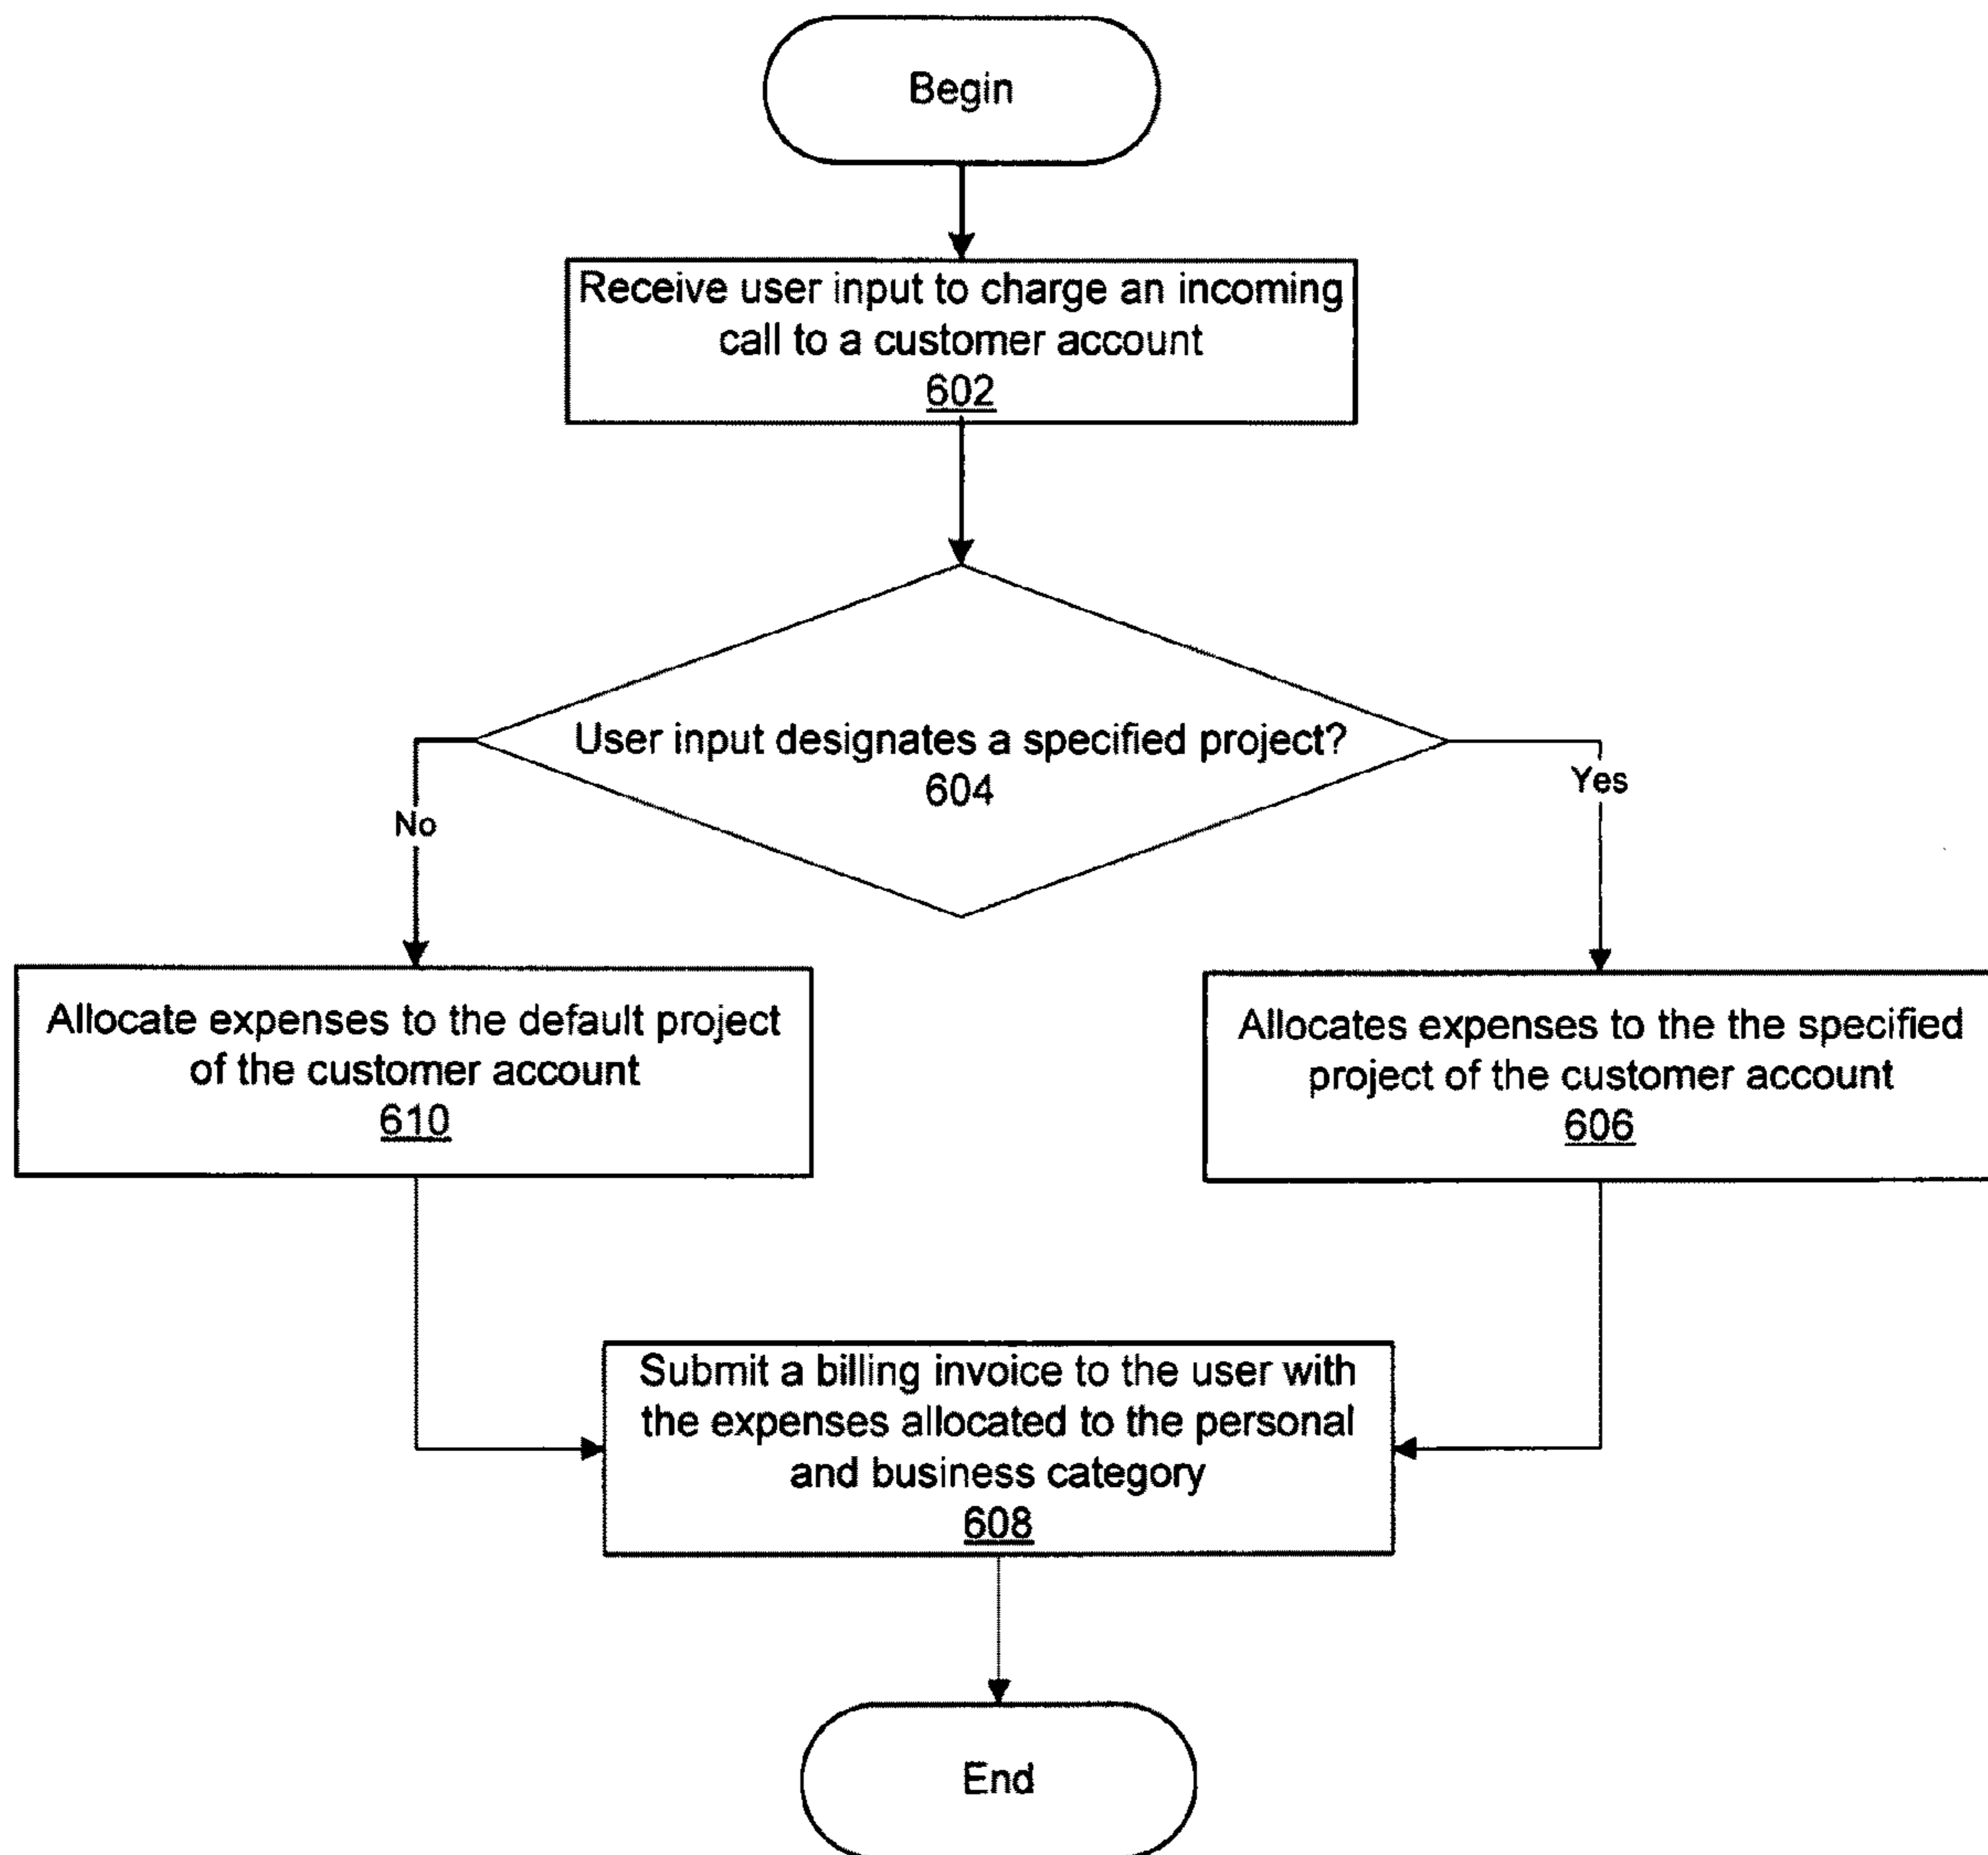 Begin
Receive user input to charge an incoming
call to a customer account
602
User input designates a specified project?
604
No
Yes
Allocate expenses to the default project
of the customer account
610
Allocates expenses to the the specified
project of the customer account
606
Submit a billing invoice to the user with
the expenses allocated to the personal
and business category
608
End